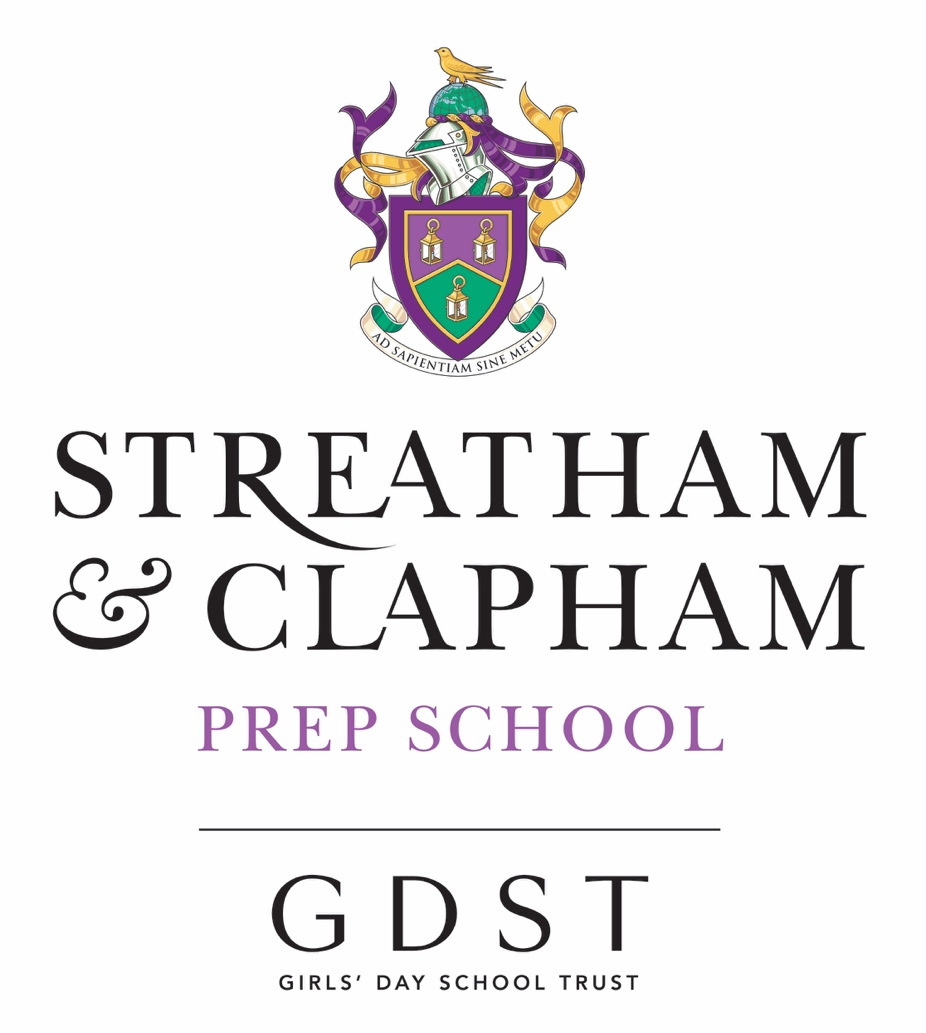 AD SAPIENTIAM SINE METU
STREATHAM
& CLAPHAM
PREP SCHOOL
GDST
GIRLS’ DAY SCHOOL TRUST